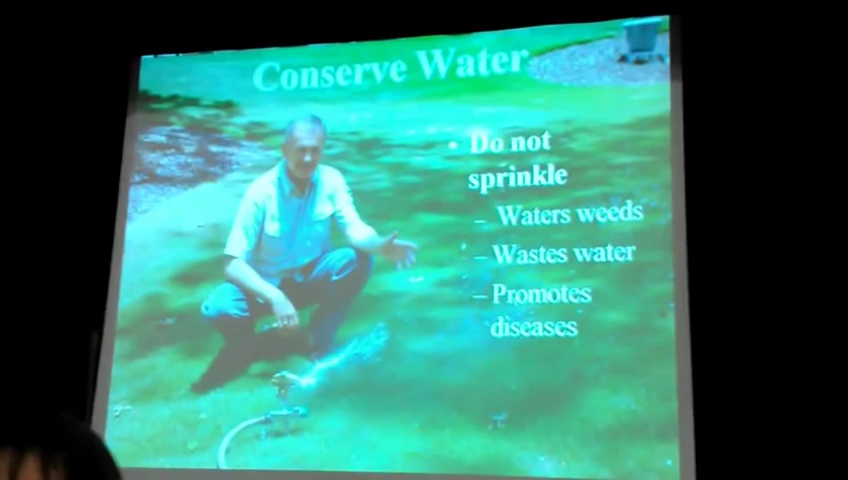 Conserve Water
• Do not
sprinkle
– Waters weeds
– Wastes water
– Promotes
diseases